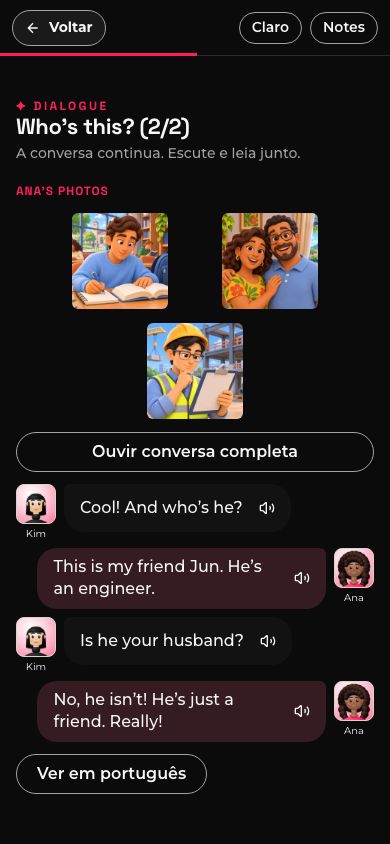 Voltar
Claro
Notes
DIALOGUE
Who's this? (2/2)
A conversa continua. Escute e leia junto.
ANA'S PHOTOS
Ouvir conversa completa
Cool! And who's he?
Kim
This is my friend Jun. He's
an engineer.
Ana
Is he your husband?
Kim
No, he isn't! He's just a
friend. Really!
Ana
Ver em português